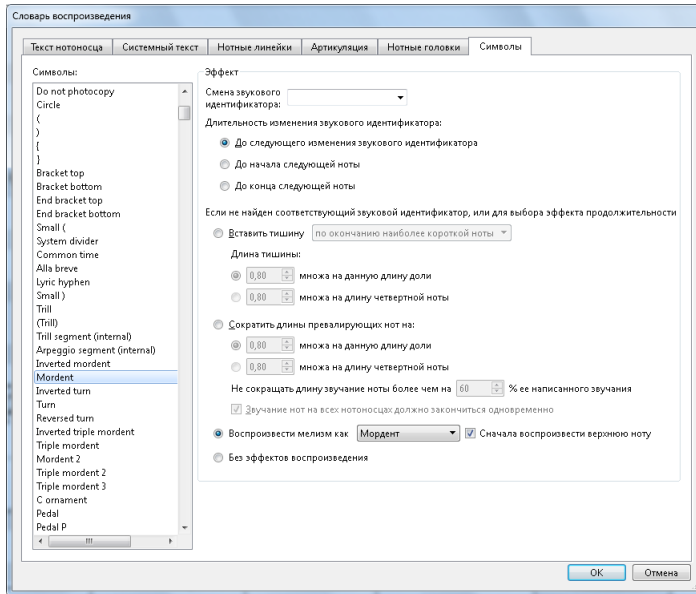 Словарь воспроизведения
Текст нотоносца Системный текст Нотные линейки Артикуляция Нотные головки Символы
Символы:
Do not photocopy
Circle
(
)
{
}
Bracket top
Bracket bottom
End bracket top
End bracket bottom
Small (
System divider
Common time
Alla breve
Lyric hyphen
Small )
Trill
(Trill)
Trill segment (internal)
Arpeggio segment (internal)
Inverted mordent
Mordent
Inverted turn
Turn
Reversed turn
Inverted triple mordent
Triple mordent
Mordent 2
Triple mordent 2
Triple mordent 3
C ornament
Pedal
Pedal P
Эффект
Смена звукового
идентификатора:
Длительность изменения звукового идентификатора:
До следующего изменения звукового идентификатора
До начала следующей ноты
До конца следующей ноты
Если не найден соответствующий звуковой идентификатор, или для выбора эффекта продолжительности
Вставить тишину по окончанию наиболее короткой ноты
Длина тишины:
0,80 множа на данную длину доли
0,80 множа на длину четвертной ноты
Сократить длины превалирующих нот на:
0,80 множа на данную длину доли
0,80 множа на длину четвертной ноты
Не сокращать длину звучание ноты более чем на 60 % ее написанного звучания
Звучание нот на всех нотоносцах должно закончиться одновременно
Воспроизвести мелизм как Мордент Сначала воспроизвести верхнюю ноту
Без эффектов воспроизведения
OK Отмена